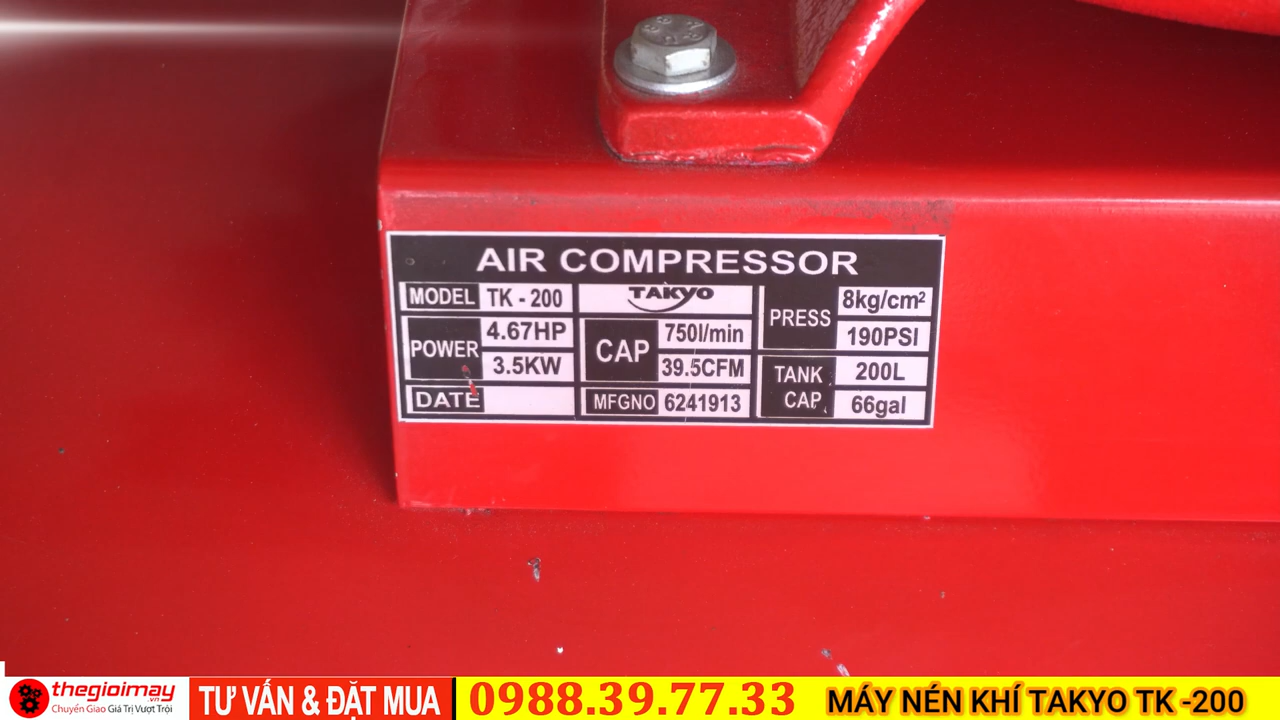 AIR COMPRESSOR
MODEL TK - 200 TAKYO PRESS 8kg/cm²
190PSI
POWER 4.67HP CAP 750l/min
3.5KW 39.5CFM TANK CAP 200L
DATE MFGNO 6241913 66gal
thegioimay.vn
Chuyển Giao Giá Trị Vượt Trội
TƯ VẤN & ĐẶT MUA
0988.39.77.33
MÁY NÉN KHÍ TAKYO TK -200